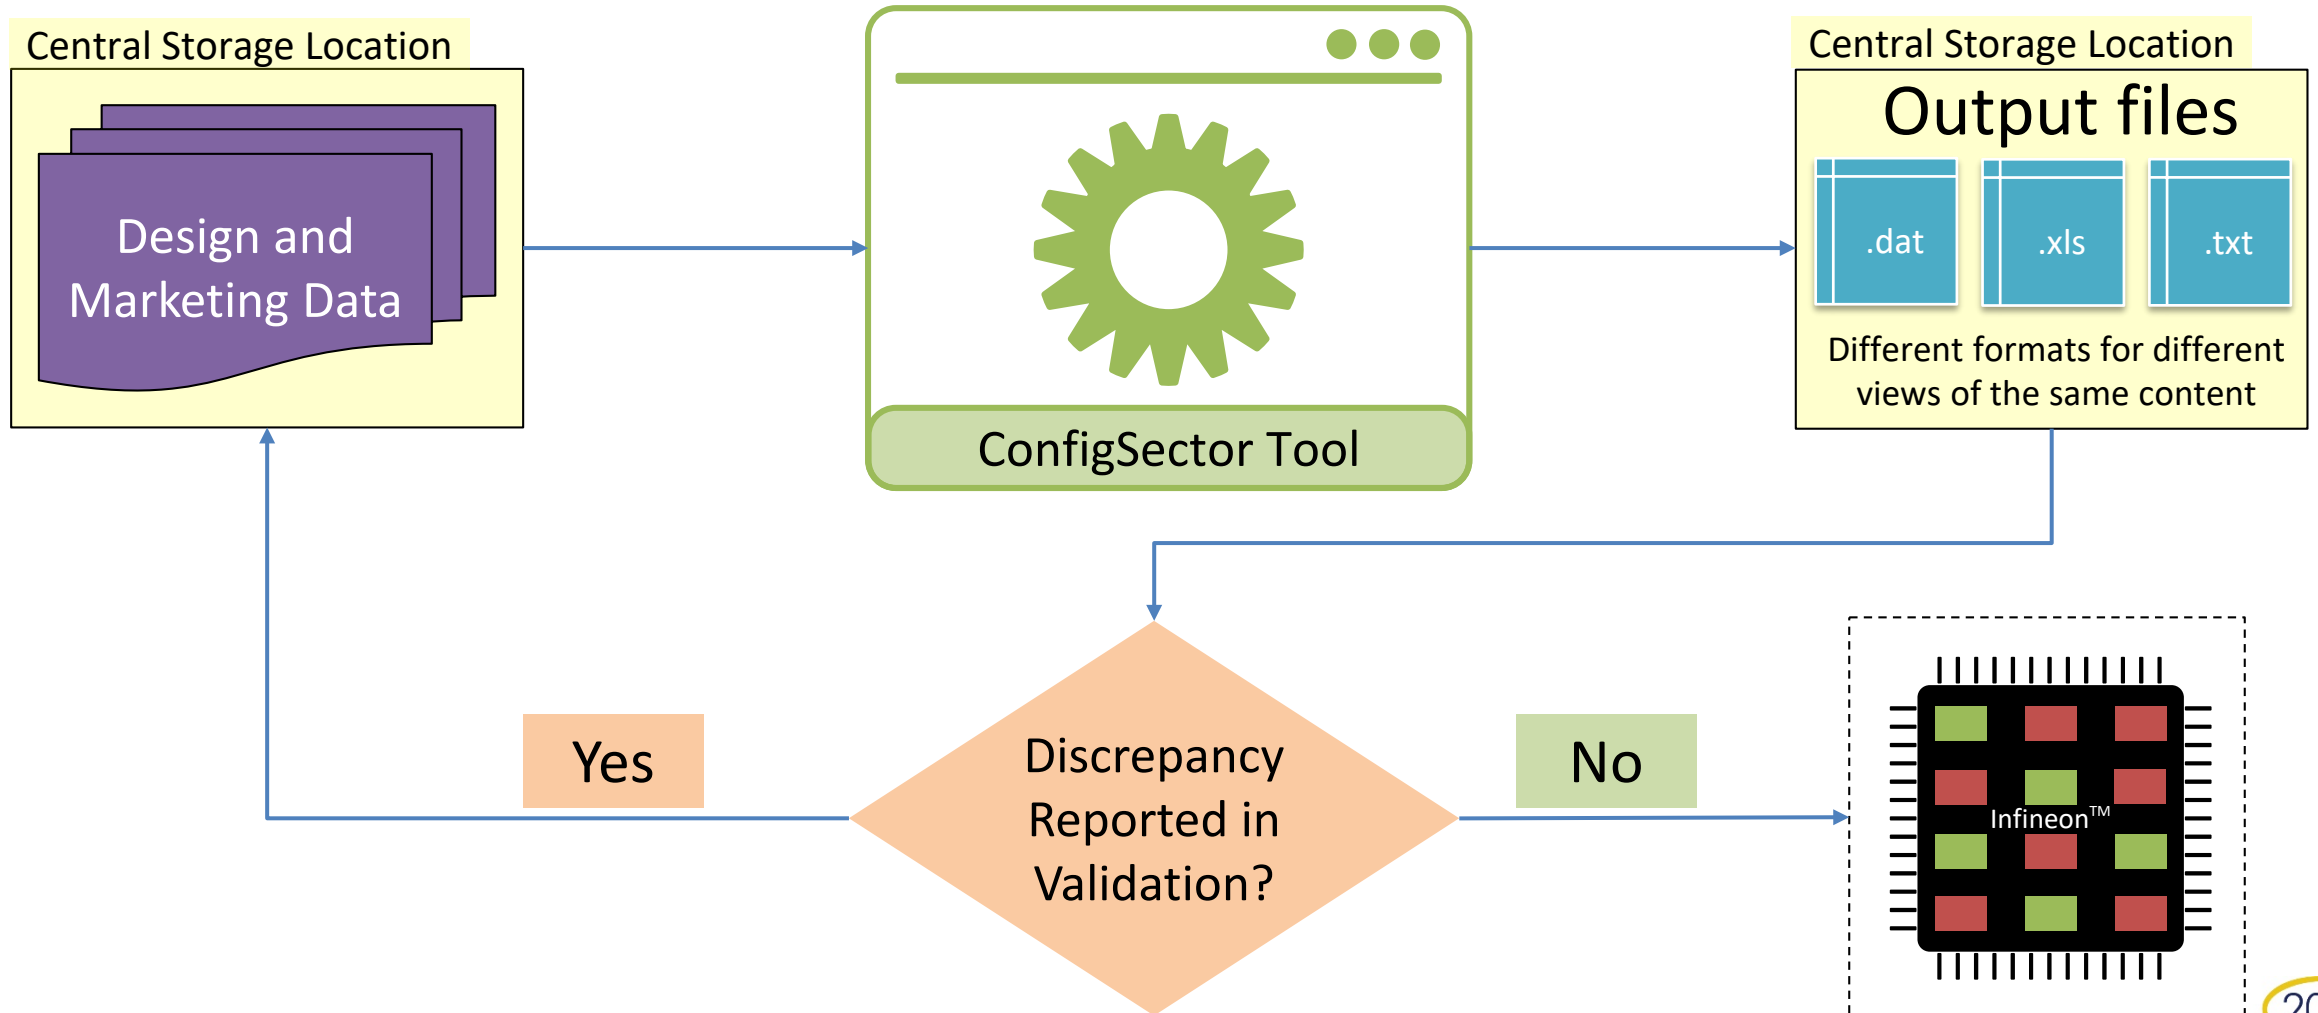 Central Storage Location
Design and
Marketing Data
ConfigSector Tool
Central Storage Location
Output files
.dat
.xls
.txt
Different formats for different
views of the same content
Yes
Discrepancy
Reported in
Validation?
No
Infineon™
20